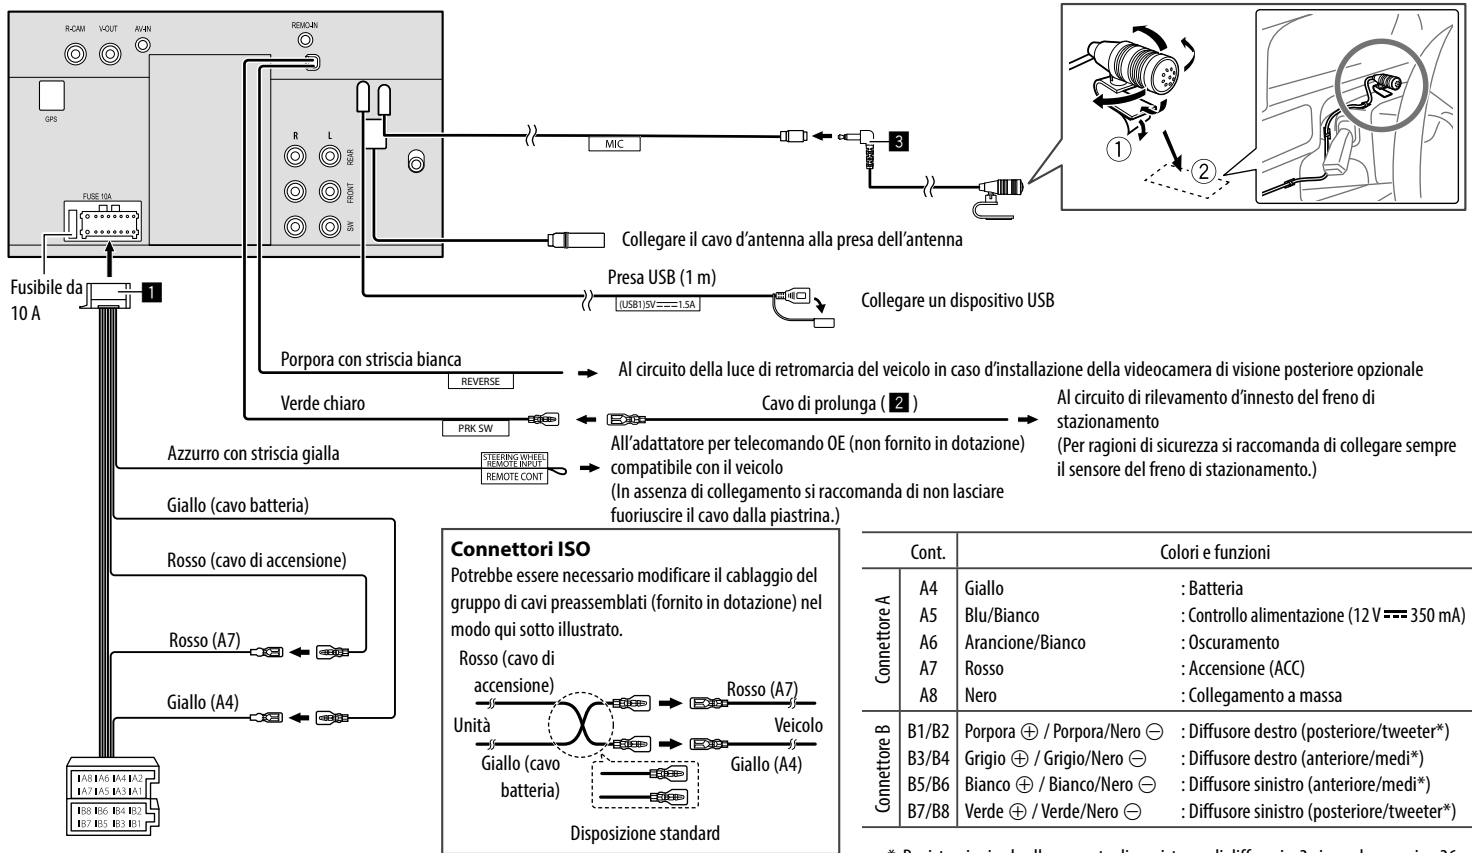 R-CAM V-OUT AV-IN REMO-IN
GPS
R L
REAR
FRONT
SW
FUSE 10A
MIC
3
1
2
Collegare il cavo d'antenna alla presa dell'antenna
Fusibile da
10 A
1
Presa USB (1 m)
(USB1)5V 1.5A
Collegare un dispositivo USB
Porpora con striscia bianca
REVERSE
Al circuito della luce di retromarcia del veicolo in caso d'installazione della videocamera di visione posteriore opzionale
Verde chiaro
PRK SW
Cavo di prolunga ( 2 )
Al circuito di rilevamento d'innesto del freno di
stazionamento
(Per ragioni di sicurezza si raccomanda di collegare sempre
il sensore del freno di stazionamento.)
Azzurro con striscia gialla
STEERING WHEEL
REMOTE INPUT
REMOTE CONT
All'adattatore per telecomando OE (non fornito in dotazione)
compatibile con il veicolo
(In assenza di collegamento si raccomanda di non lasciare
fuoriuscire il cavo dalla piastrina.)
Giallo (cavo batteria)
Rosso (cavo di accensione)
Rosso (A7)
Giallo (A4)
A8 A6 A4 A2
A7 A5 A3 A1
B8 B6 B4 B2
B7 B5 B3 B1
Connettori ISO
Potrebbe essere necessario modificare il cablaggio del
gruppo di cavi preassemblati (fornito in dotazione) nel
modo qui sotto illustrato.
Rosso (cavo di
accensione)
Rosso (A7)
Unità
Veicolo
Giallo (cavo
batteria)
Giallo (A4)
Disposizione standard
Cont. Colori e funzioni
Connettore A
A4 Giallo : Batteria
A5 Blu/Bianco : Controllo alimentazione (12 V ⎓ 350 mA)
A6 Arancione/Bianco : Oscuramento
A7 Rosso : Accensione (ACC)
A8 Nero : Collegamento a massa
Connettore B
B1/B2 Porpora ⊕ / Porpora/Nero ⊖ : Diffusore destro (posteriore/tweeter*)
B3/B4 Grigio ⊕ / Grigio/Nero ⊖ : Diffusore destro (anteriore/medi*)
B5/B6 Bianco ⊕ / Bianco/Nero ⊖ : Diffusore sinistro (anteriore/medi*)
B7/B8 Verde ⊕ / Verde/Nero ⊖ : Diffusore sinistro (posteriore/tweeter*)